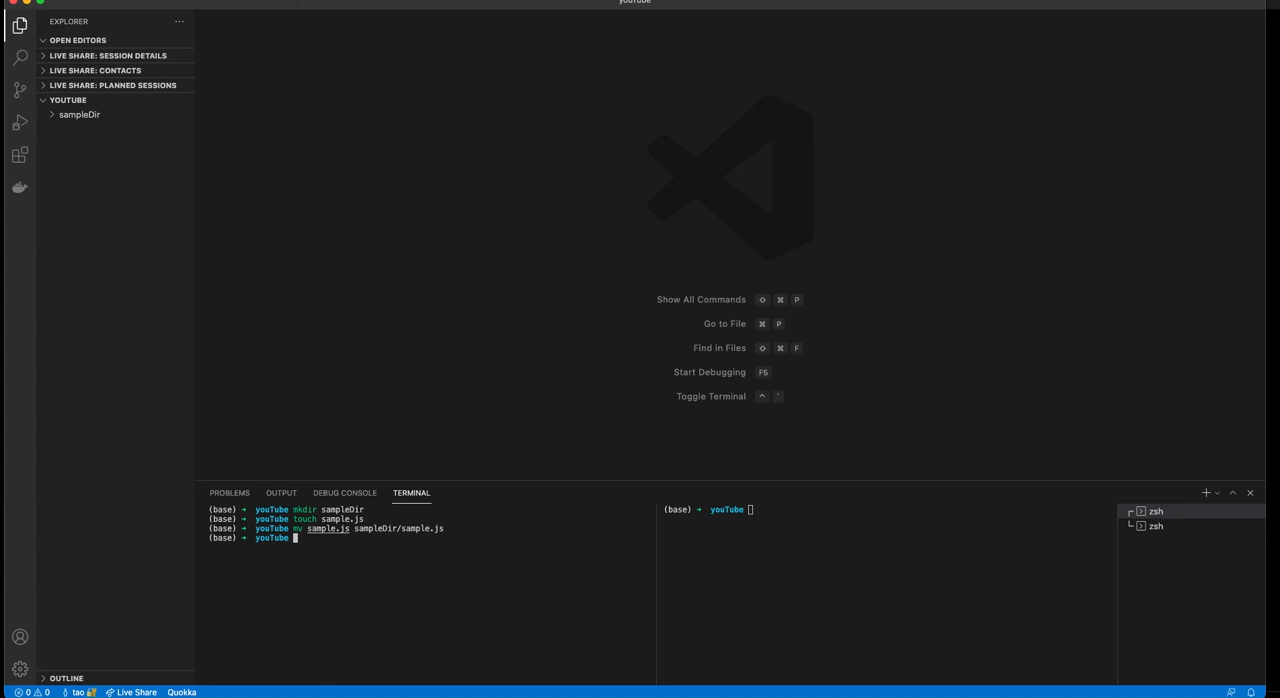 youTube
EXPLORER
OPEN EDITORS
LIVE SHARE: SESSION DETAILS
LIVE SHARE: CONTACTS
LIVE SHARE: PLANNED SESSIONS
YOUTUBE
sampleDir
Show All Commands ⇧ ⌘ P
Go to File ⌘ P
Find in Files ⇧ ⌘ F
Start Debugging F5
Toggle Terminal ^ `
PROBLEMS OUTPUT DEBUG CONSOLE TERMINAL
(base) → youTube mkdir sampleDir
(base) → youTube touch sample.js
(base) → youTube mv sample.js sampleDir/sample.js
(base) → youTube
(base) → youTube
zsh
zsh
OUTLINE
0 0 tao Live Share Quokka